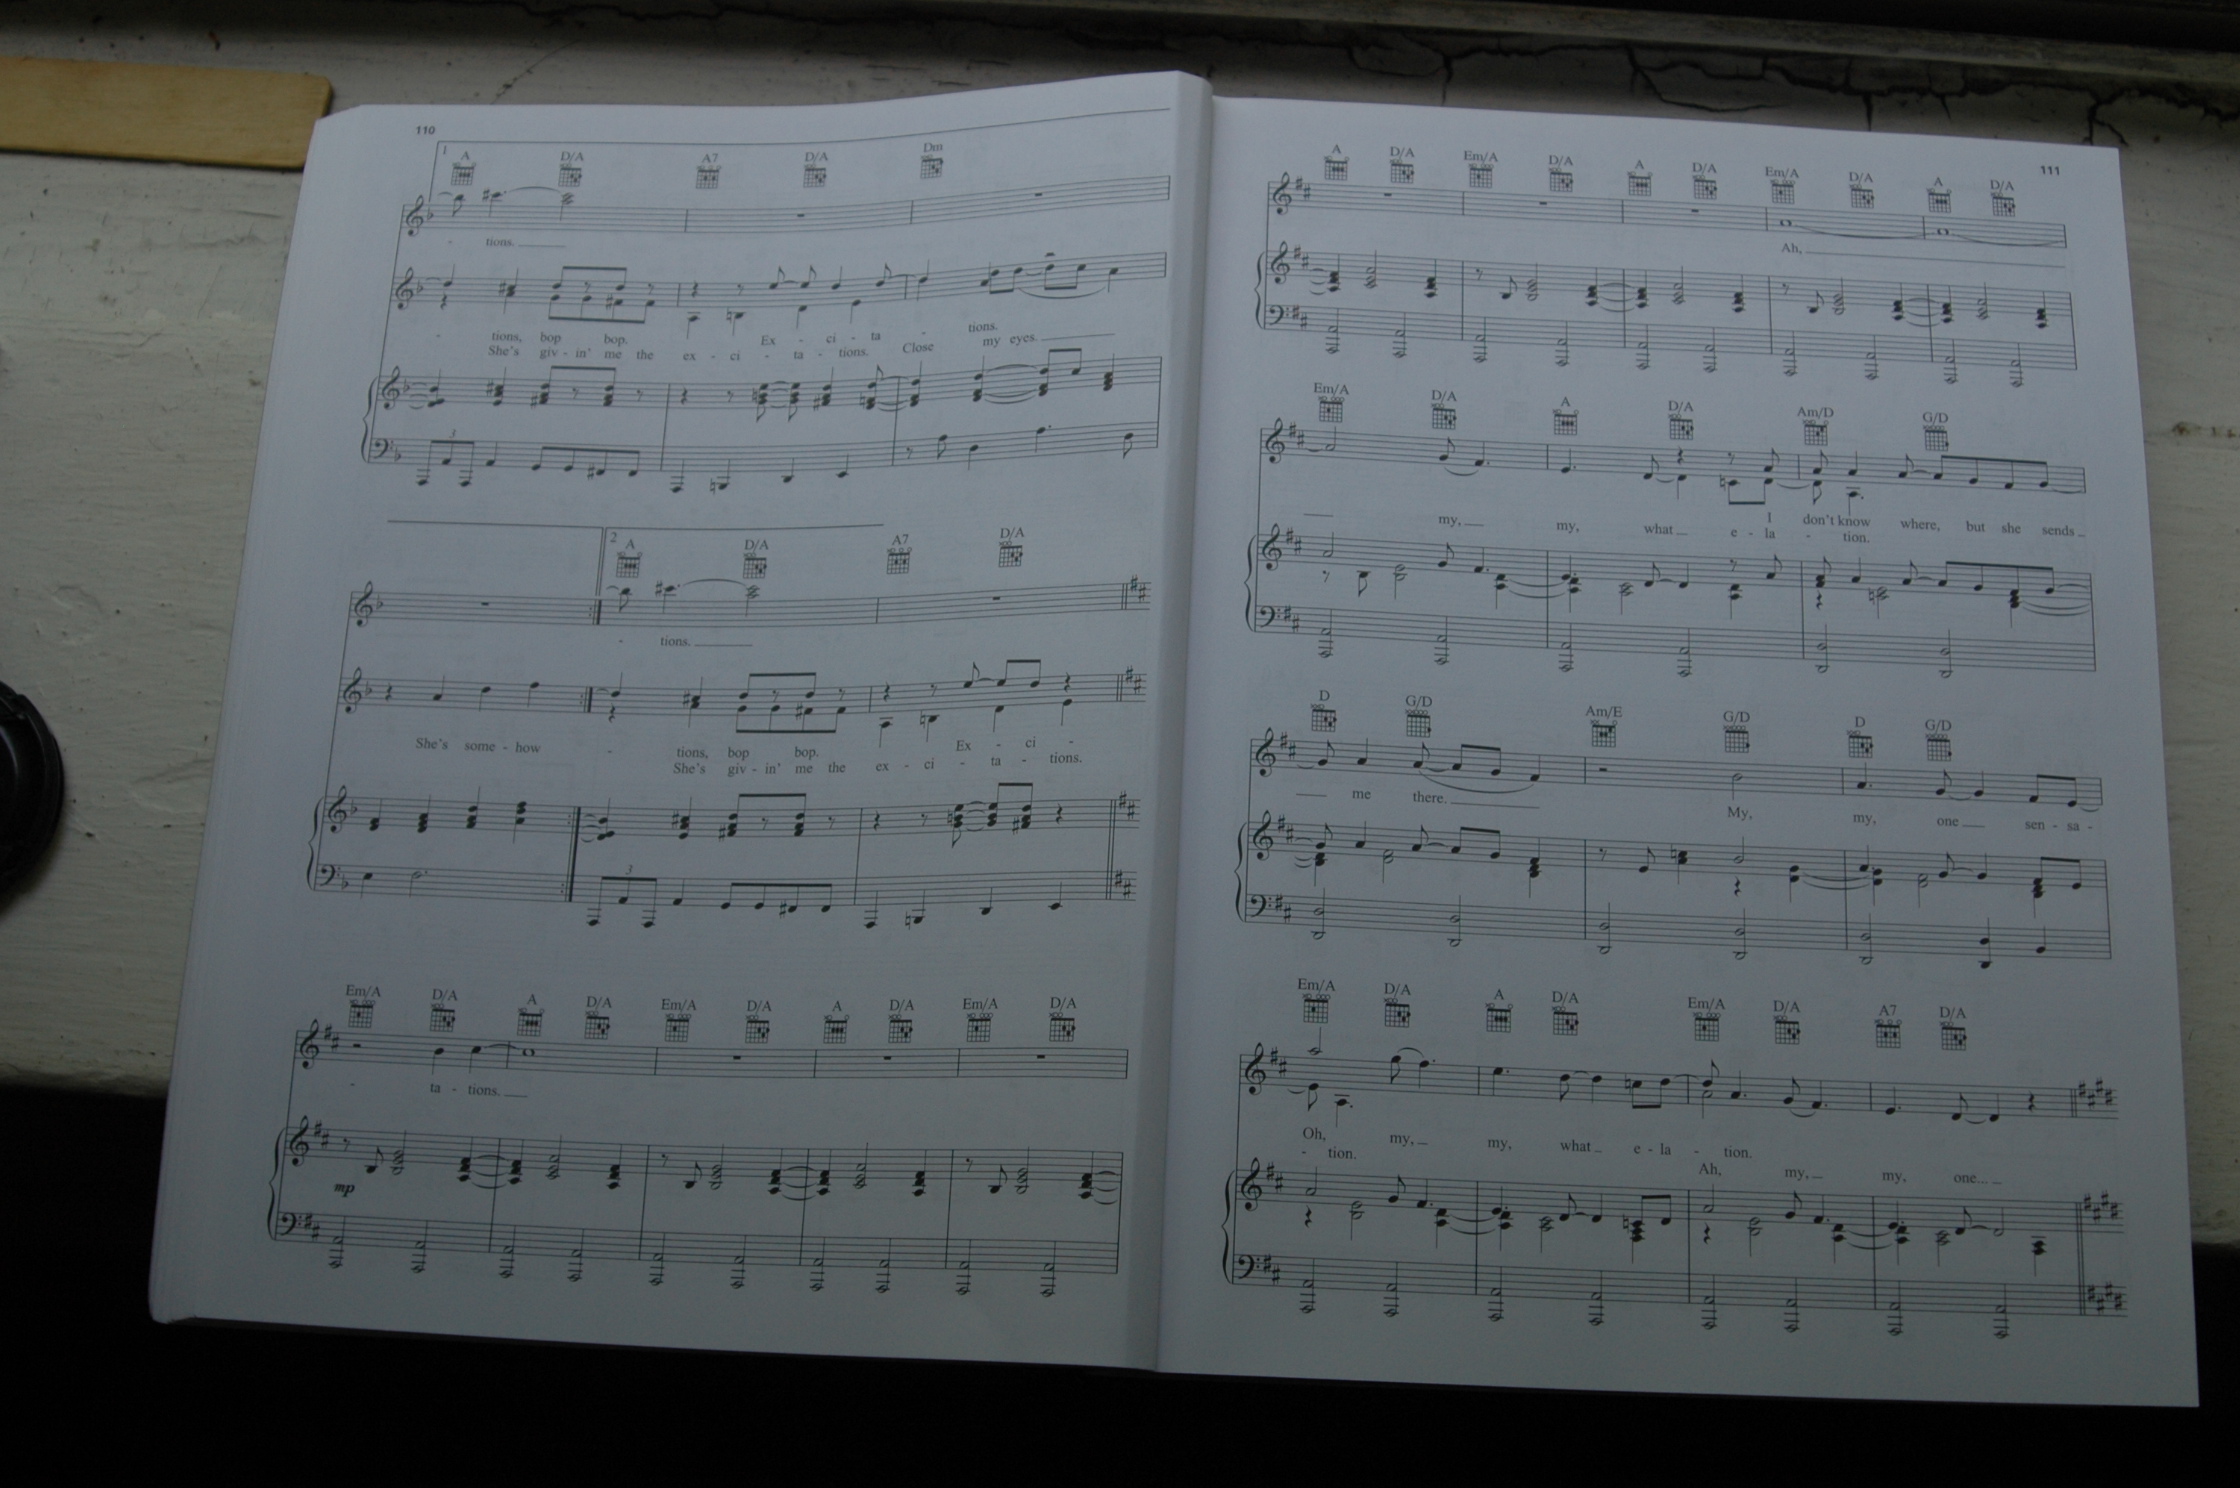 110
1
A D/A A7 D/A Dm
- tions.
- tions, bop bop. Ex - ci - ta - tions.
She's giv - in' me the ex - ci - ta - tions. Close my eyes.
3
2
A D/A A7 D/A
- tions.
She's some - how - tions, bop bop. Ex - ci -
She's giv - in' me the ex - ci - ta - tions.
3
Em/A D/A A D/A Em/A D/A A D/A Em/A D/A
- ta - tions.
mp
111
A D/A Em/A D/A A D/A Em/A D/A A D/A
Ah,
Em/A D/A A D/A Am/D G/D
my, my, what e - la - tion.
I don't know where, but she sends
D G/D Am/E G/D D G/D
me there. My, my, one sen - sa -
Em/A D/A A D/A Em/A D/A A7 D/A
Oh, my, my, what e - la - tion.
- tion. Ah, my, my, one...